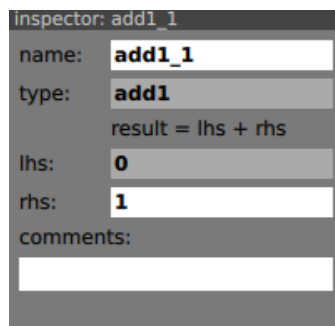 inspector: add1_1
name: add1_1
type: add1
result = lhs + rhs
lhs: 0
rhs: 1
comments: